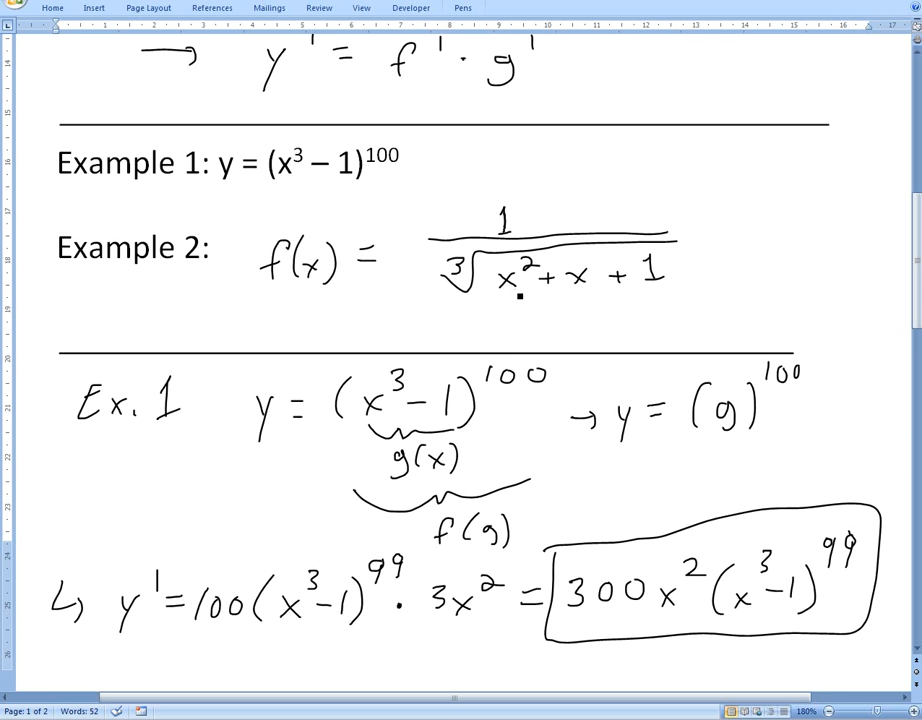 Home Insert Page Layout References Mailings Review View Developer Pens
→ y' = f' · g'
Example 1: y = (x³ – 1)¹⁰⁰
Example 2: f(x) = 1 / ∛(x² + x + 1)
Ex. 1 y = (x³ - 1)¹⁰⁰ → y = (g)¹⁰⁰
g(x)
f(g)
↳ y' = 100(x³-1)⁹⁹ · 3x² = 300x²(x³-1)⁹⁹
Page: 1 of 2 Words: 52 180%